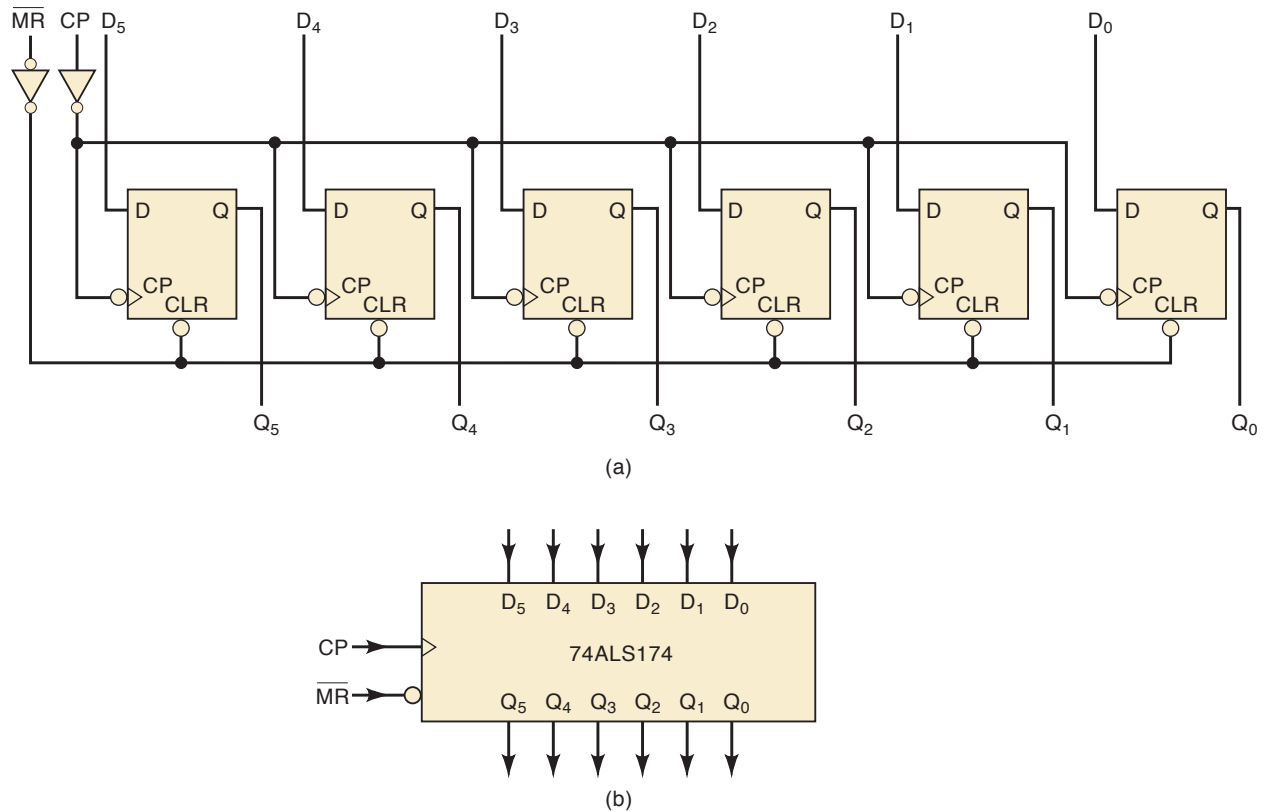 M̅R̅ CP D₅ D₄ D₃ D₂ D₁ D₀
D Q D Q D Q D Q D Q D Q
CP CP CP CP CP CP
CLR CLR CLR CLR CLR CLR
Q₅ Q₄ Q₃ Q₂ Q₁ Q₀
(a)
D₅ D₄ D₃ D₂ D₁ D₀
CP 74ALS174
M̅R̅ Q₅ Q₄ Q₃ Q₂ Q₁ Q₀
(b)